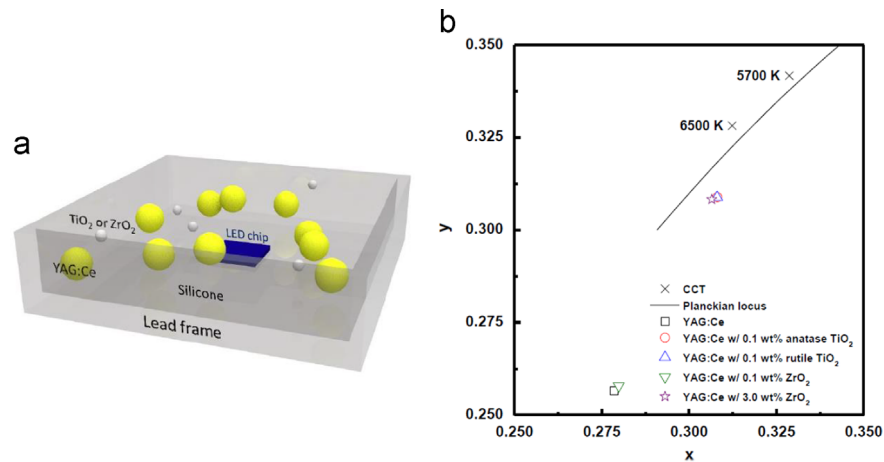 a
TiO₂ or ZrO₂
LED chip
YAG:Ce
Silicone
Lead frame
b
0.350
0.325
0.300
0.275
0.250
y
5700 K
6500 K
CCT
Planckian locus
YAG:Ce
YAG:Ce w/ 0.1 wt% anatase TiO₂
YAG:Ce w/ 0.1 wt% rutile TiO₂
YAG:Ce w/ 0.1 wt% ZrO₂
YAG:Ce w/ 3.0 wt% ZrO₂
0.250 0.275 0.300 0.325 0.350
x